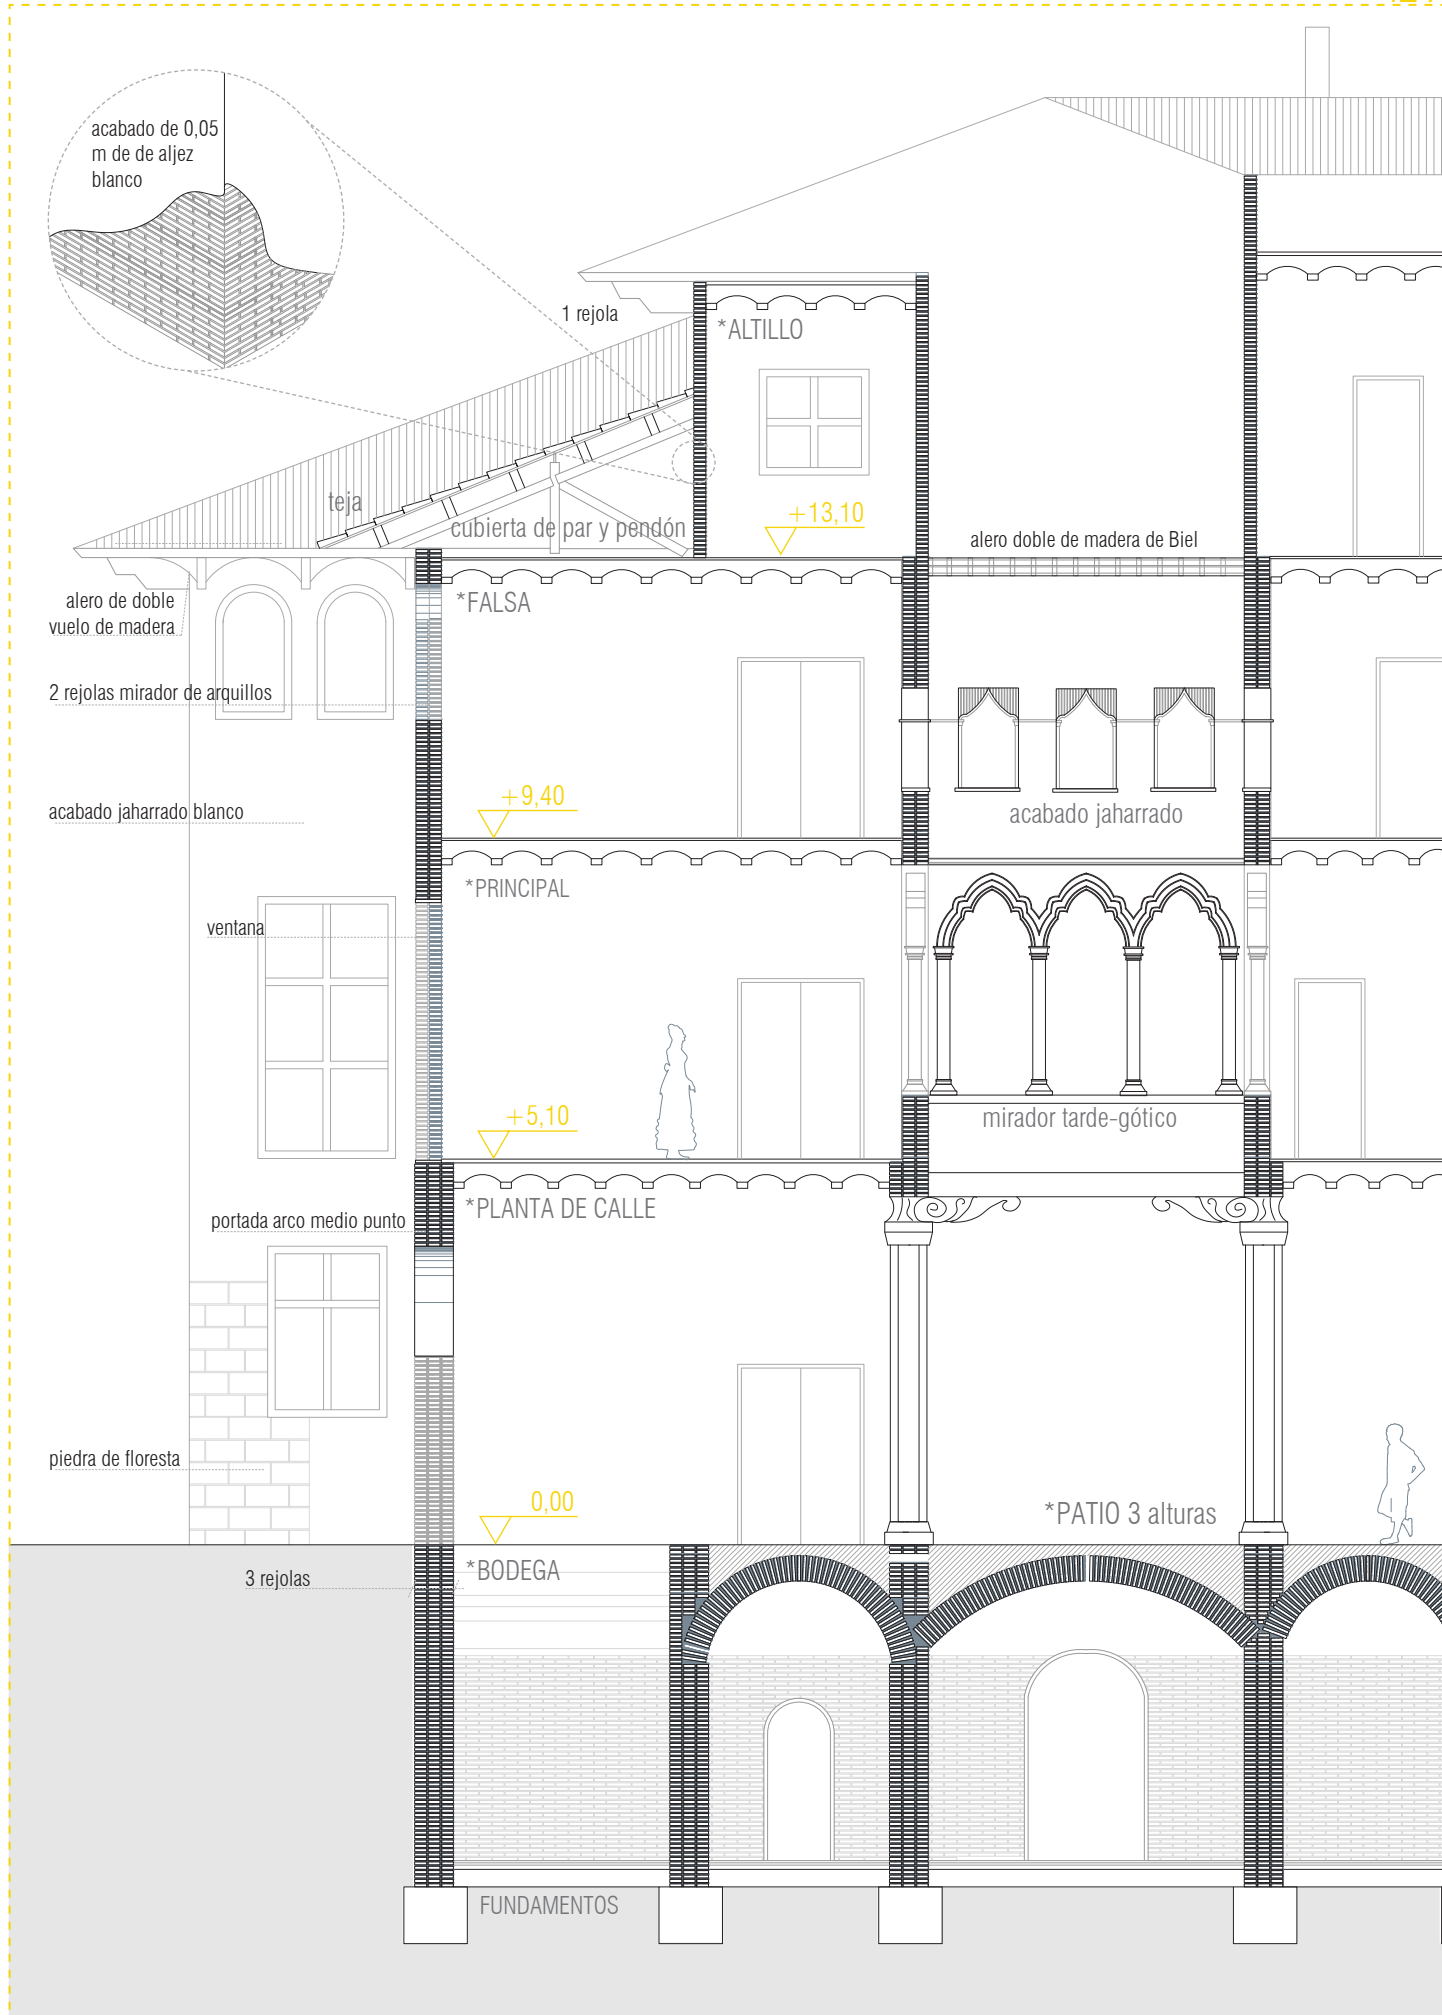 acabado de 0,05
m de de aljez
blanco
1 rejola
*ALTILLO
teja
cubierta de par y pendón
+13,10
alero doble de madera de Biel
alero de doble
vuelo de madera
*FALSA
2 rejolas mirador de arquillos
+9,40
acabado jaharrado blanco
acabado jaharrado
*PRINCIPAL
ventana
+5,10
mirador tarde-gótico
*PLANTA DE CALLE
portada arco medio punto
piedra de floresta
0,00
*PATIO 3 alturas
*BODEGA
3 rejolas
FUNDAMENTOS